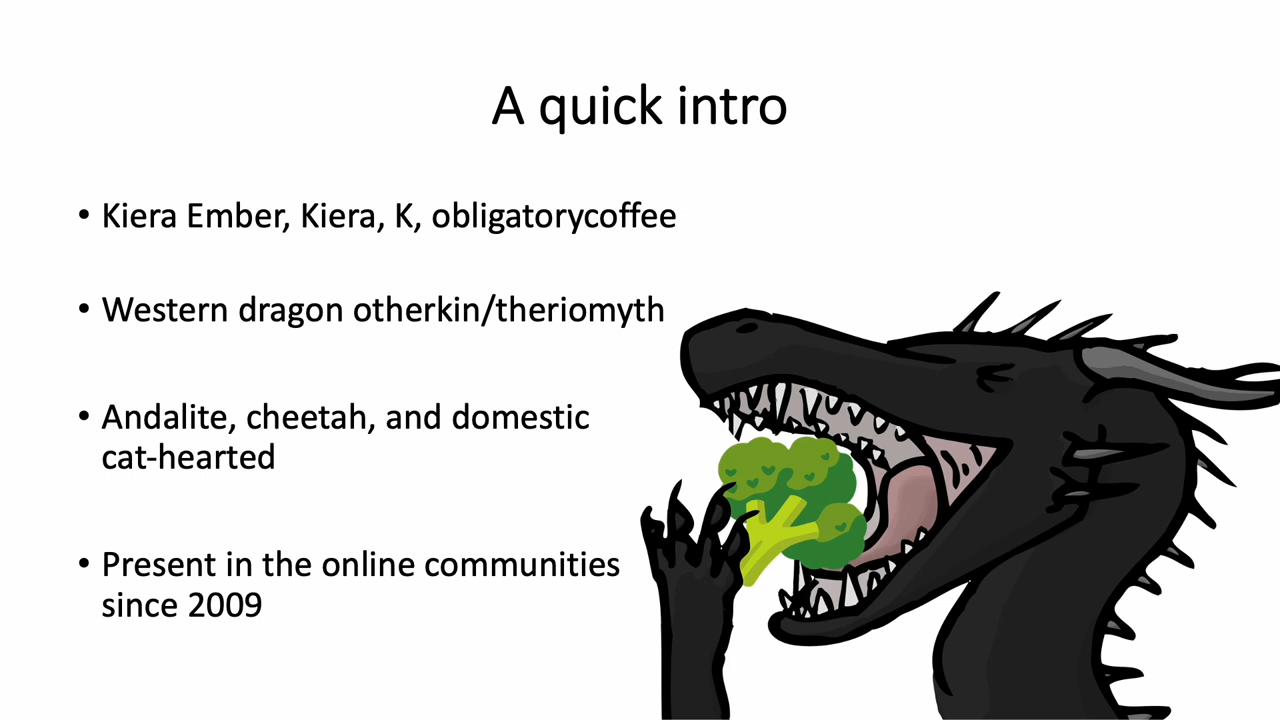 A quick intro
• Kiera Ember, Kiera, K, obligatorycoffee
• Western dragon otherkin/theriomyth
• Andalite, cheetah, and domestic
cat-hearted
• Present in the online communities
since 2009